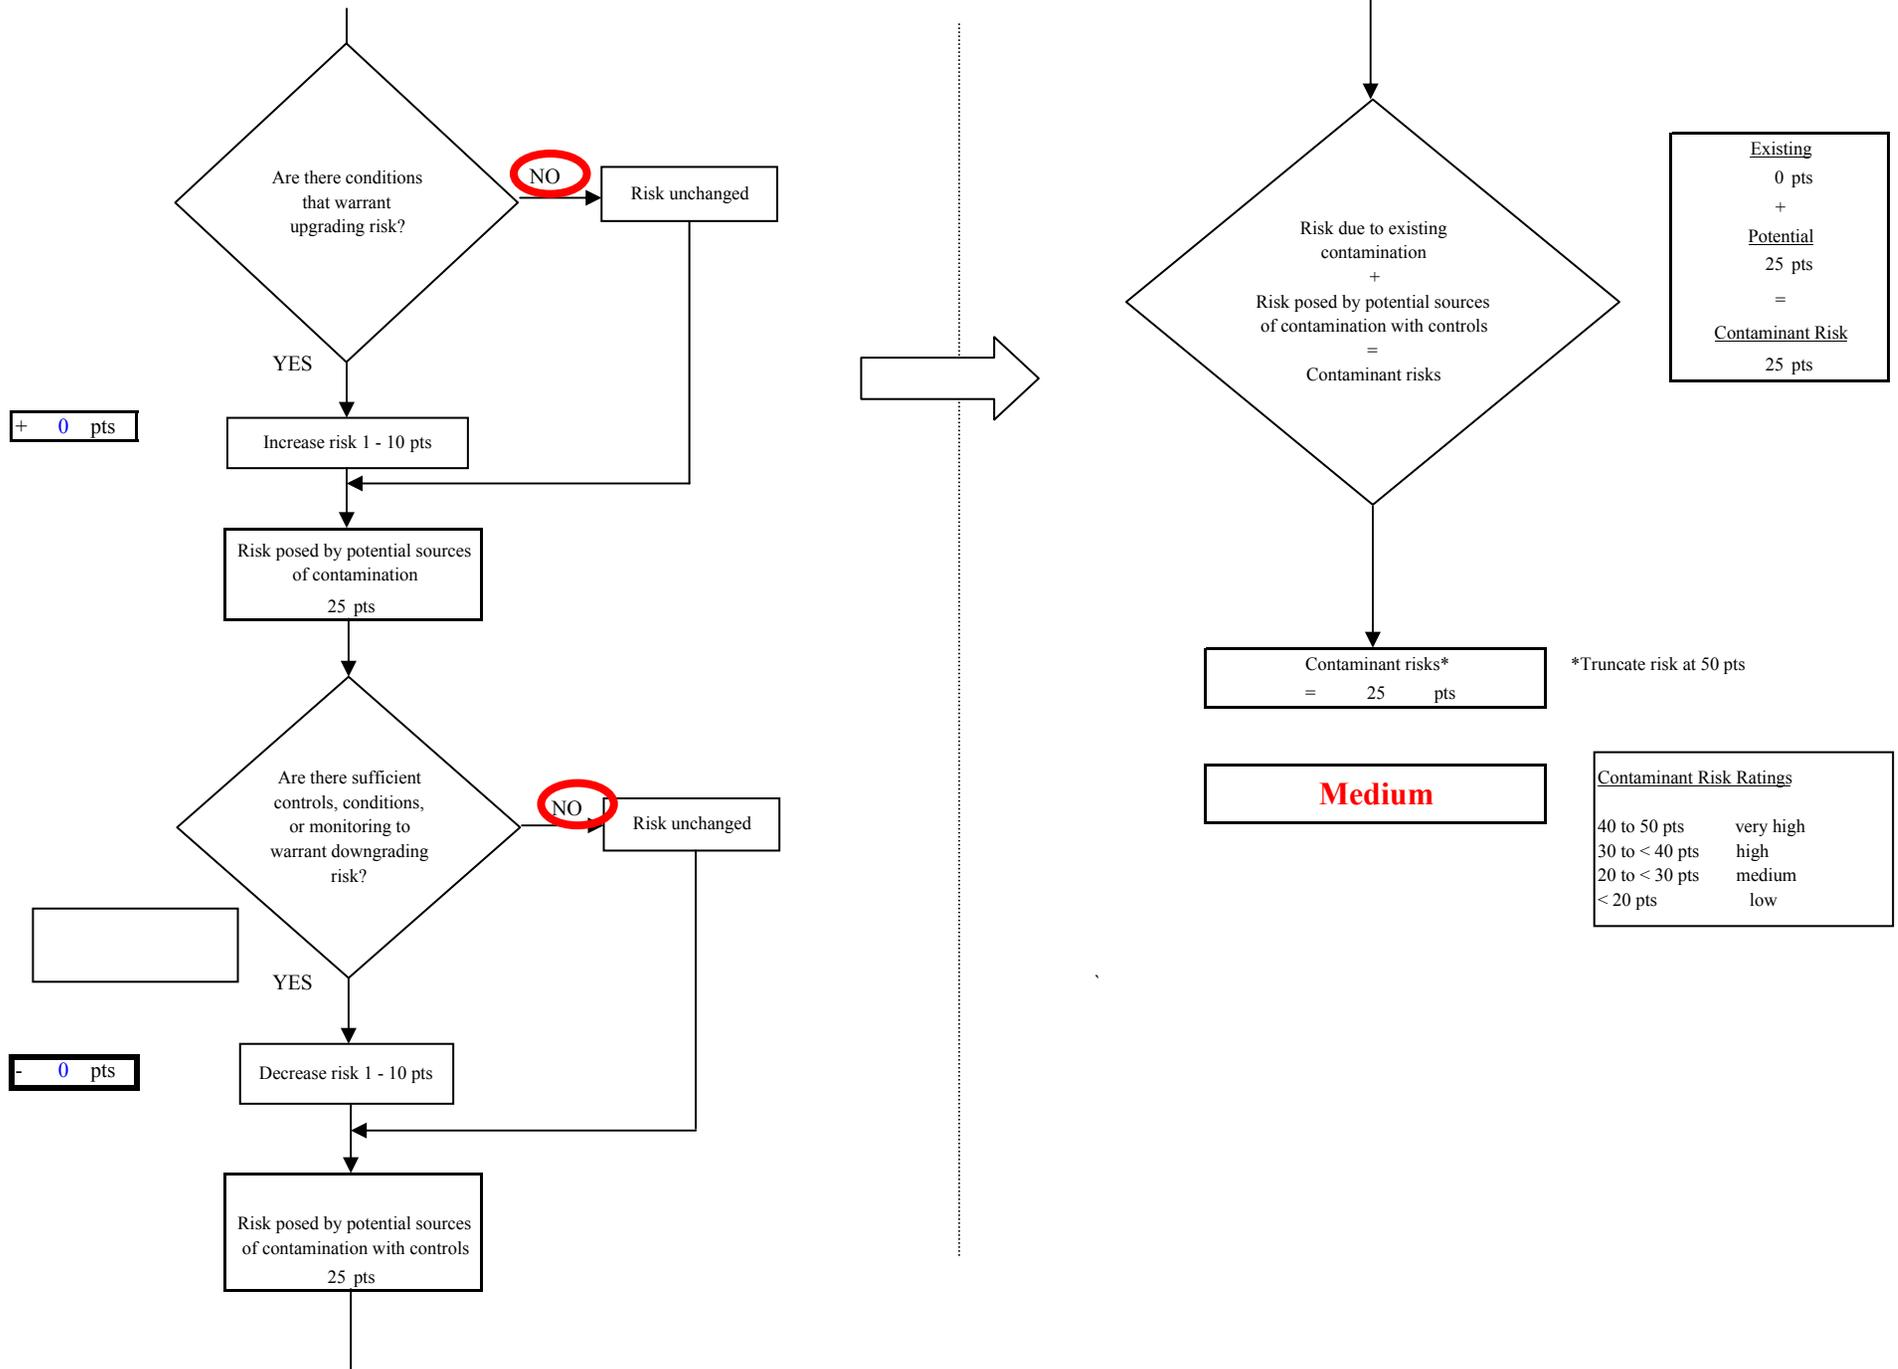 Are there conditions
that warrant
upgrading risk?
NO
Risk unchanged
YES
+ 0 pts
Increase risk 1 - 10 pts
Risk posed by potential sources
of contamination
25 pts
Are there sufficient
controls, conditions,
or monitoring to
warrant downgrading
risk?
NO
Risk unchanged
YES
- 0 pts
Decrease risk 1 - 10 pts
Risk posed by potential sources
of contamination with controls
25 pts
Risk due to existing
contamination
+
Risk posed by potential sources
of contamination with controls
=
Contaminant risks
Existing
0 pts
+
Potential
25 pts
=
Contaminant Risk
25 pts
Contaminant risks*
= 25 pts
*Truncate risk at 50 pts
Medium
Contaminant Risk Ratings
40 to 50 pts very high
30 to < 40 pts high
20 to < 30 pts medium
< 20 pts low
`